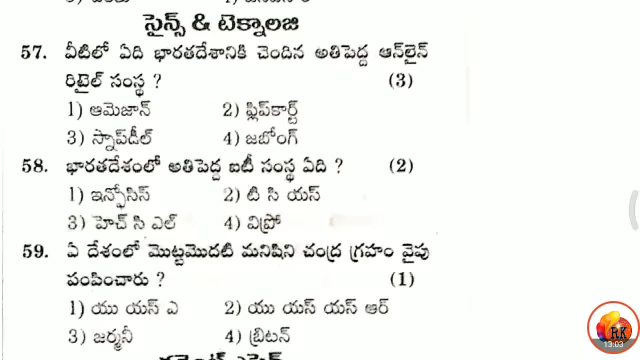 సైన్స్ & టెక్నాలజి
57. వీటిలో ఏది భారతదేశానికి చెందిన అతిపెద్ద ఆన్‌లైన్
రిటైల్ సంస్థ ? (3)
1) ఆమెజాన్ 2) ఫ్లిప్‌కార్ట్
3) స్నాప్‌డీల్ 4) జబోంగ్
58. భారతదేశంలో అతిపెద్ద ఐటీ సంస్థ ఏది ? (2)
1) ఇన్ఫోసిస్ 2) టి సి యస్
3) హెచ్ సి ఎల్ 4) విప్రో
59. ఏ దేశంలో మొట్టమొదటి మనిషిని చంద్ర గ్రహం వైపు
పంపించారు ? (1)
1) యు యస్ ఎ 2) యు యస్ యస్ ఆర్
3) జర్మనీ 4) బ్రిటన్
RK
13:03